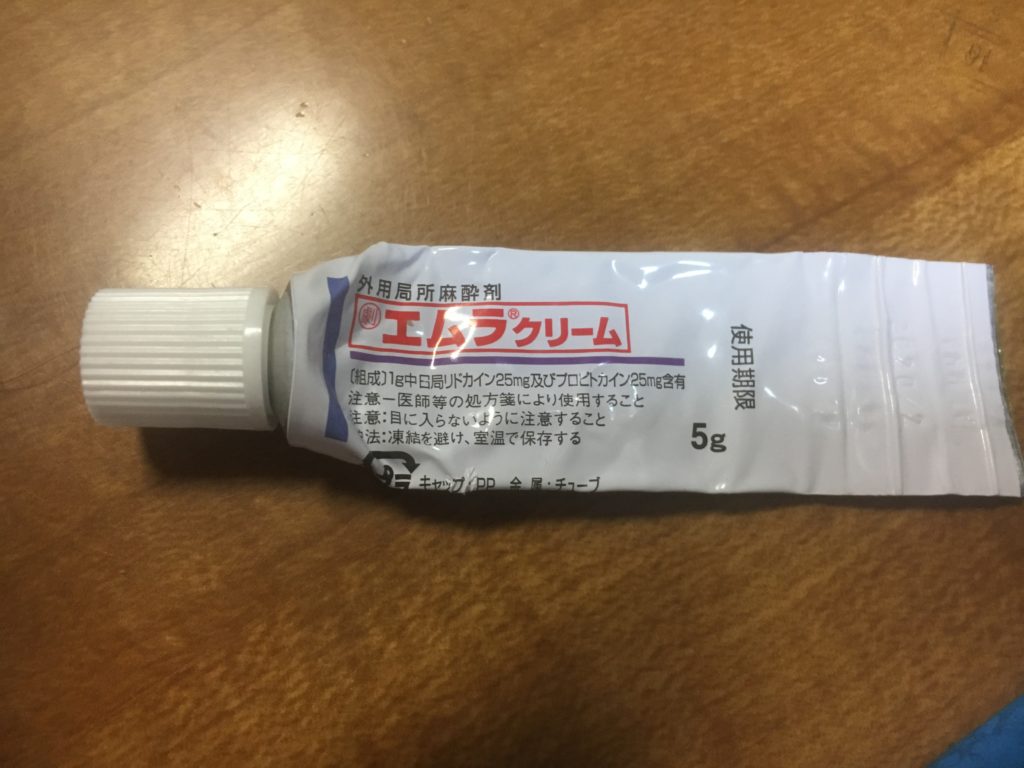 外用局所麻酔剤
劇 エムラ®クリーム
〔組成〕1g中日局リドカイン25mg及びプロピトカイン25mg含有
注意-医師等の処方箋により使用すること
注意:目に入らないように注意すること
法:凍結を避け、室温で保存する
キャップ:PP 金属:チューブ
5g
使用期限